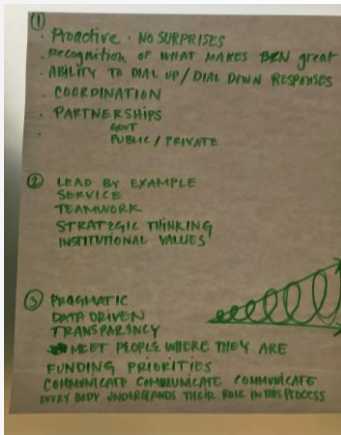 ①
· Proactive · NO SURPRISES
· Recognition OF WHAT MAKES BRN great
· ABILITY TO DIAL UP / DIAL DOWN RESPONSES
· COORDINATION
· PARTNERSHIPS
· GOVT
· PUBLIC / PRIVATE
② LEAD BY EXAMPLE
SERVICE
TEAMWORK
STRATEGIC THINKING
INSTITUTIONAL VALUES
③ PRAGMATIC
DATA DRIVEN
TRANSPARENCY
MEET PEOPLE WHERE THEY ARE
FUNDING PRIORITIES
COMMUNICATE COMMUNICATE COMMUNICATE
EVERY BODY UNDERSTANDS THEIR ROLE IN THIS PROCESS